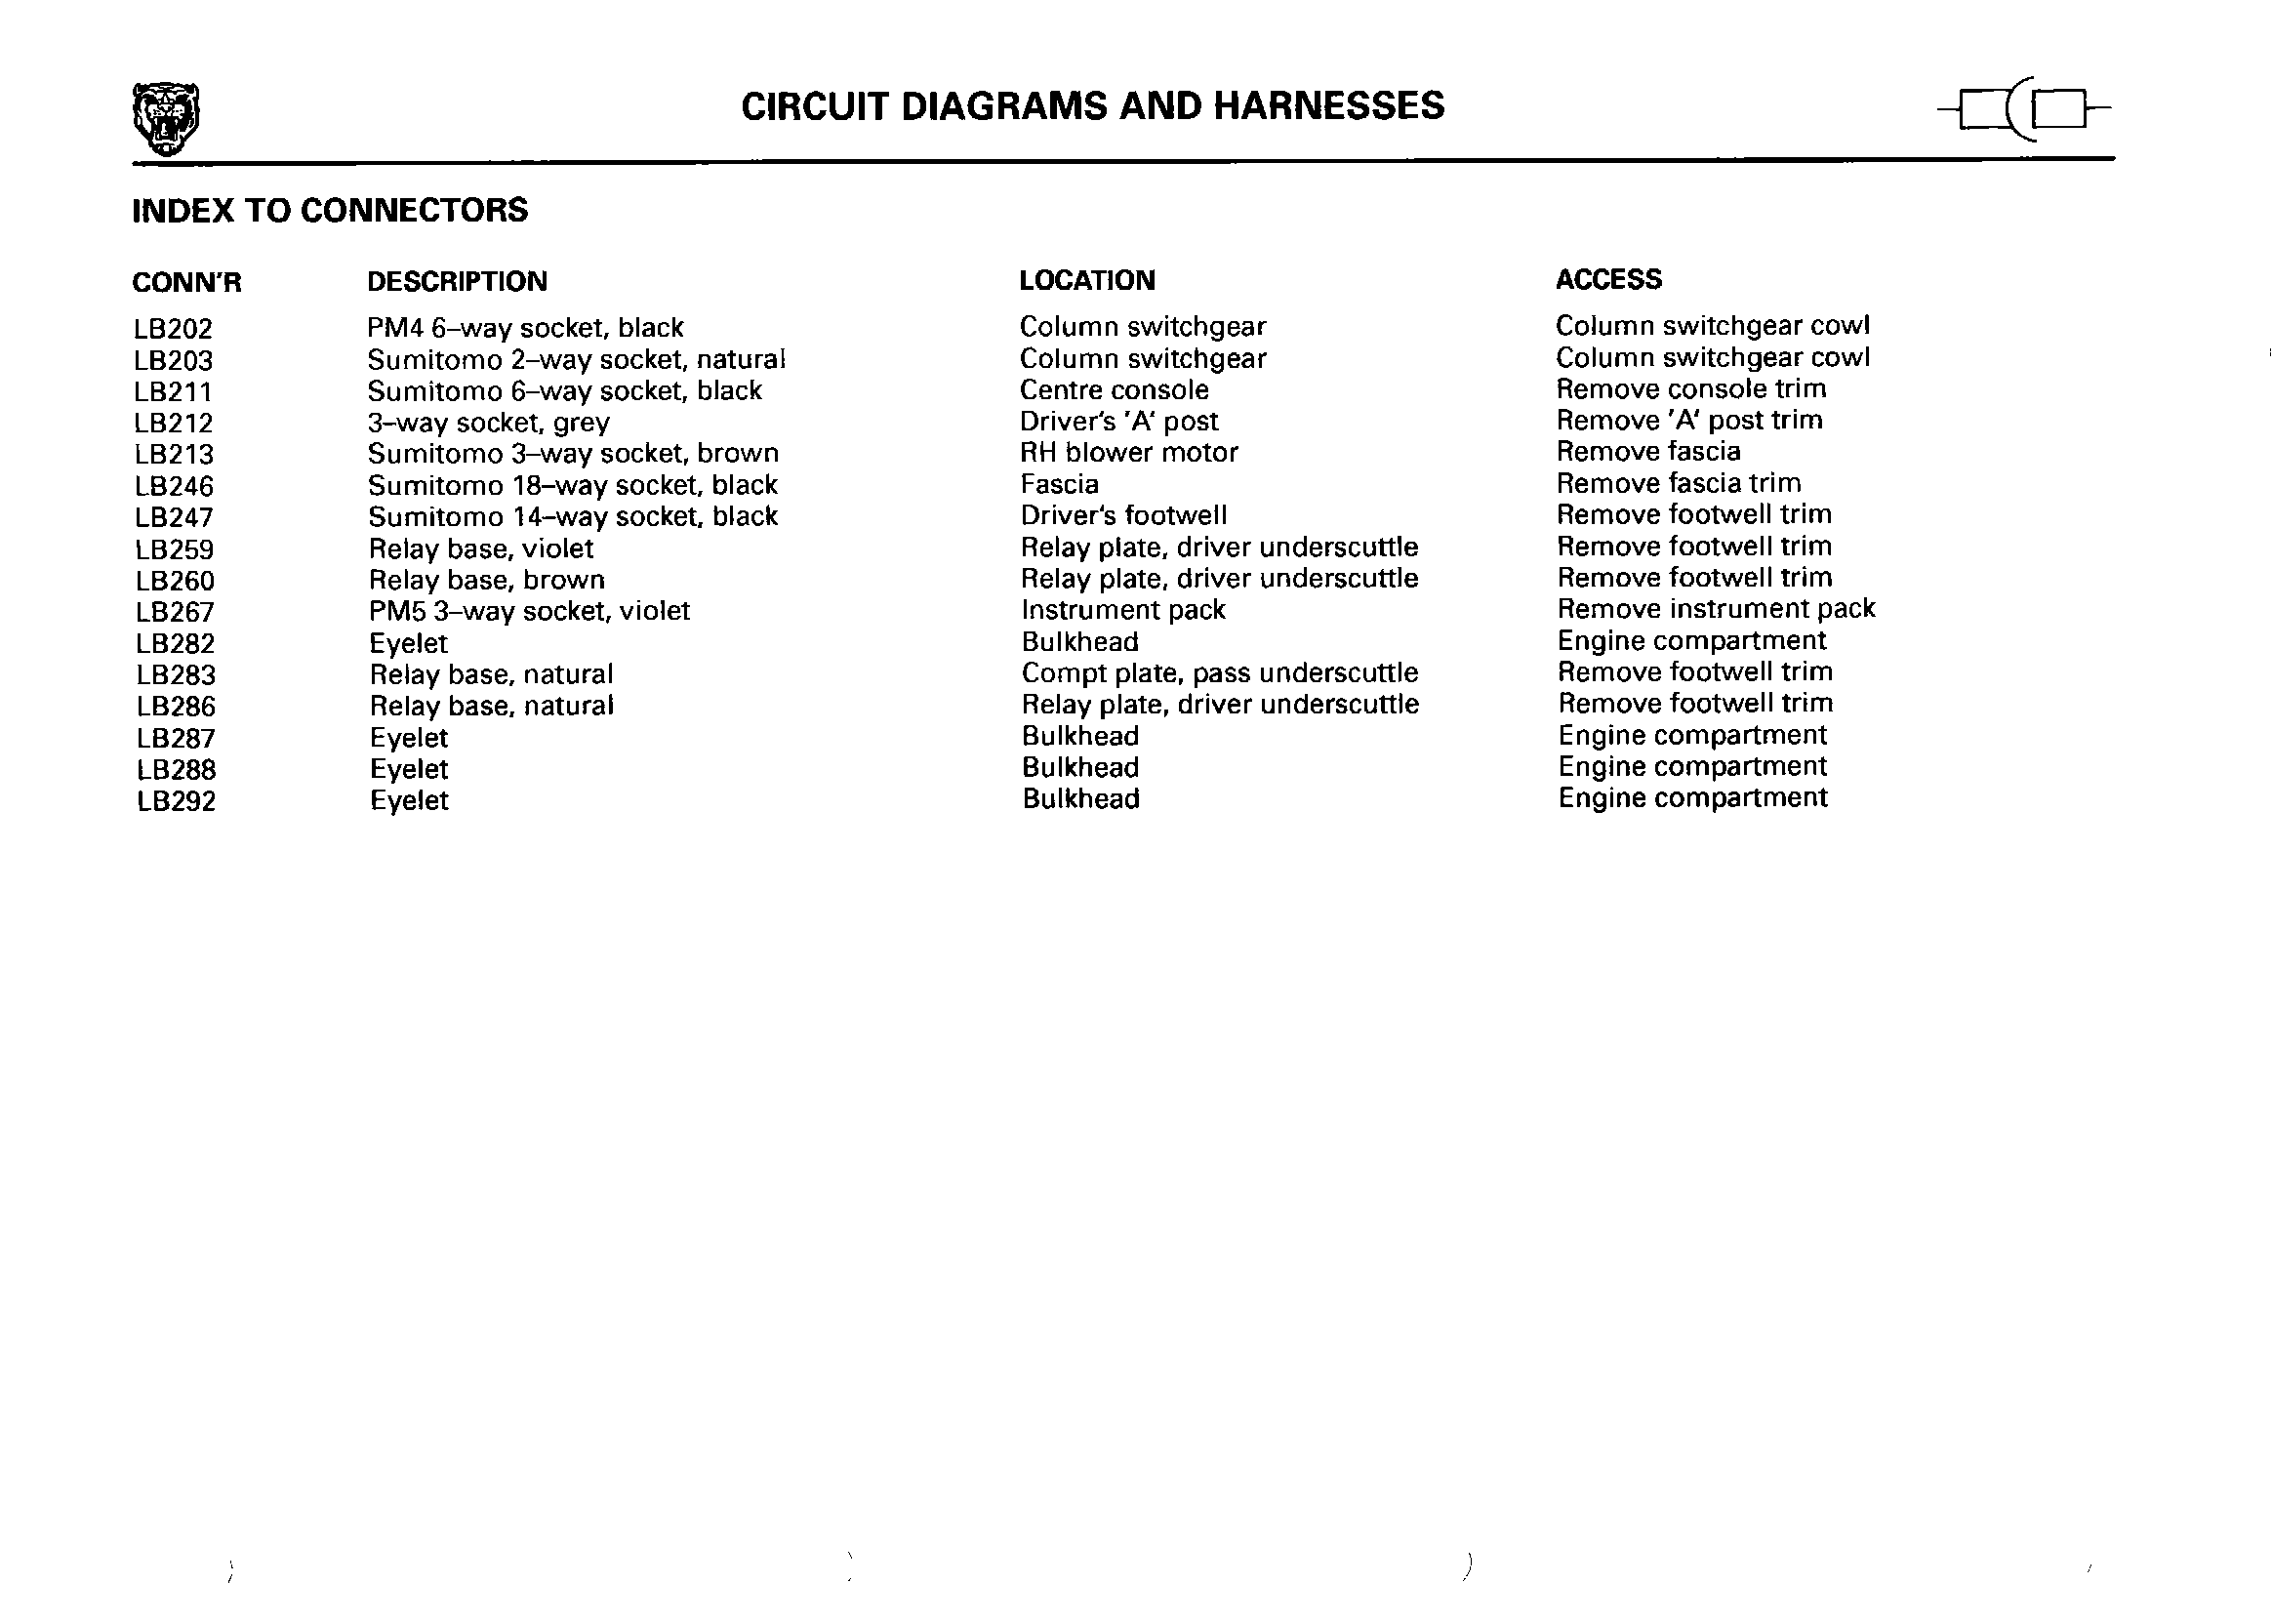 CIRCUIT DIAGRAMS AND HARNESSES
INDEX TO CONNECTORS
CONN'R DESCRIPTION LOCATION ACCESS
LB202 PM4 6–way socket, black Column switchgear Column switchgear cowl
LB203 Sumitomo 2–way socket, natural Column switchgear Column switchgear cowl
LB211 Sumitomo 6–way socket, black Centre console Remove console trim
LB212 3–way socket, grey Driver's 'A' post Remove 'A' post trim
LB213 Sumitomo 3–way socket, brown RH blower motor Remove fascia
LB246 Sumitomo 18–way socket, black Fascia Remove fascia trim
LB247 Sumitomo 14–way socket, black Driver's footwell Remove footwell trim
LB259 Relay base, violet Relay plate, driver underscuttle Remove footwell trim
LB260 Relay base, brown Relay plate, driver underscuttle Remove footwell trim
LB267 PM5 3–way socket, violet Instrument pack Remove instrument pack
LB282 Eyelet Bulkhead Engine compartment
LB283 Relay base, natural Compt plate, pass underscuttle Remove footwell trim
LB286 Relay base, natural Relay plate, driver underscuttle Remove footwell trim
LB287 Eyelet Bulkhead Engine compartment
LB288 Eyelet Bulkhead Engine compartment
LB292 Eyelet Bulkhead Engine compartment